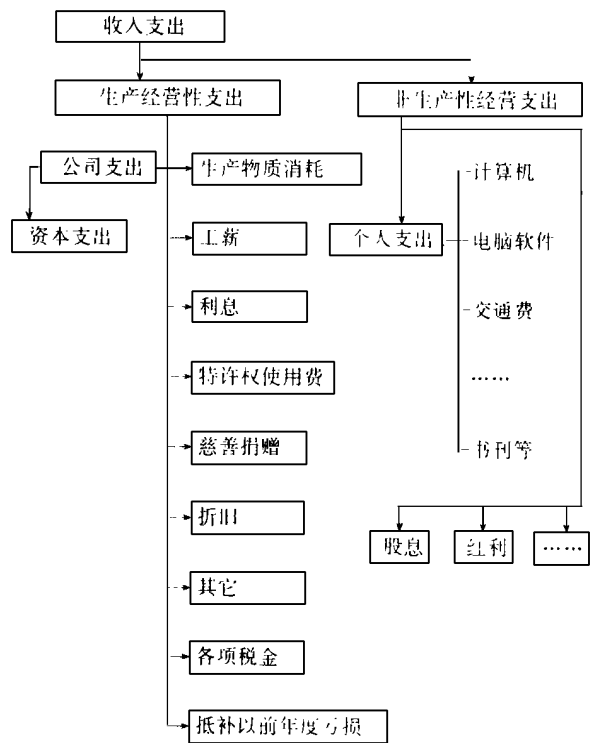 收入支出
生产经营性支出
非生产性经营支出
公司支出
生产物质消耗
计算机
资本支出
工薪
个人支出
电脑软件
利息
交通费
特许权使用费
……
慈善捐赠
书刊等
折旧
股息
红利
……
其它
各项税金
抵补以前年度亏损